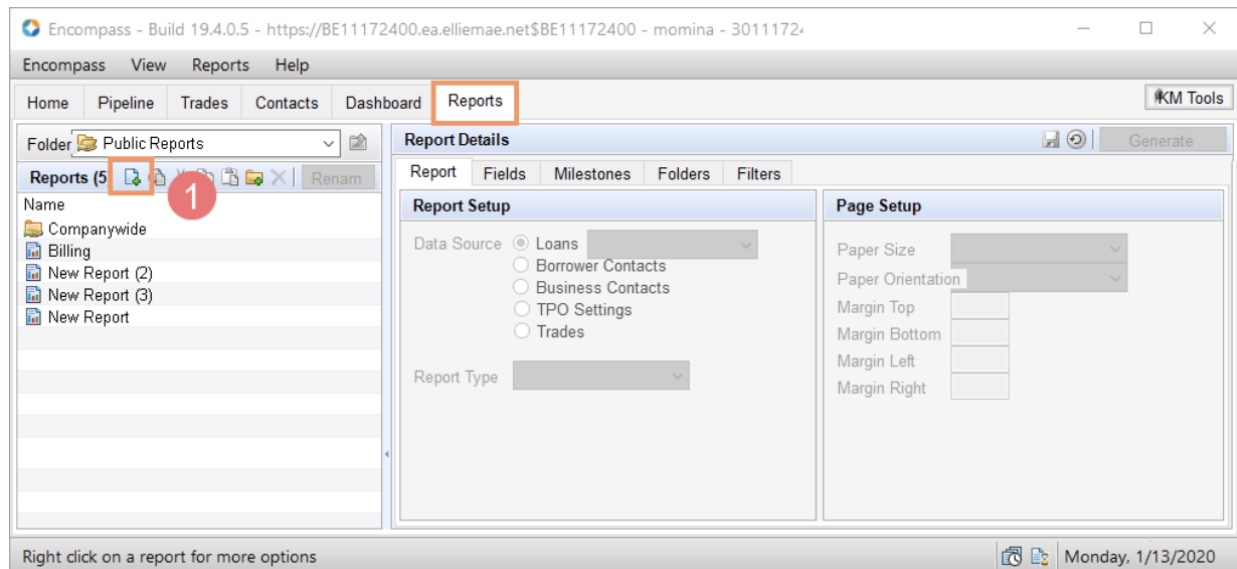 Encompass - Build 19.4.0.5 - https://BE11172400.ea.elliemae.net$BE11172400 - momina - 3011172
Encompass View Reports Help
Home Pipeline Trades Contacts Dashboard Reports KM Tools
Folder Public Reports
Reports (5 Renam
1
Name
Companywide
Billing
New Report (2)
New Report (3)
New Report
Report Details Generate
Report Fields Milestones Folders Filters
Report Setup
Data Source Loans
Borrower Contacts
Business Contacts
TPO Settings
Trades
Report Type
Page Setup
Paper Size
Paper Orientation
Margin Top
Margin Bottom
Margin Left
Margin Right
Right click on a report for more options Monday, 1/13/2020